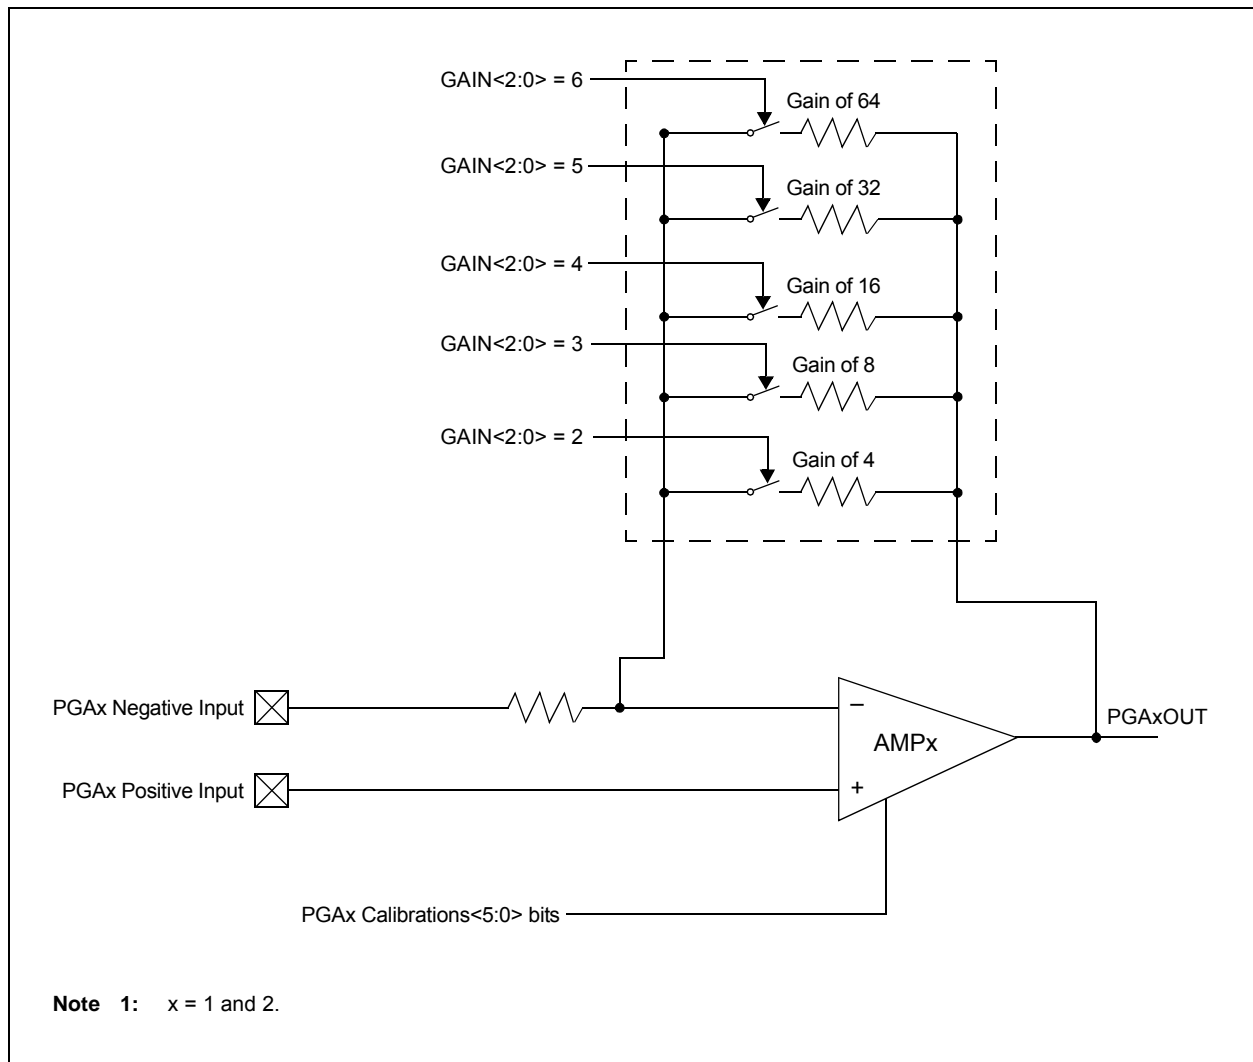 GAIN<2:0> = 6
Gain of 64
GAIN<2:0> = 5
Gain of 32
GAIN<2:0> = 4
Gain of 16
GAIN<2:0> = 3
Gain of 8
GAIN<2:0> = 2
Gain of 4
PGAx Negative Input
–
PGAxOUT
AMPx
PGAx Positive Input
+
PGAx Calibrations<5:0> bits
Note 1: x = 1 and 2.